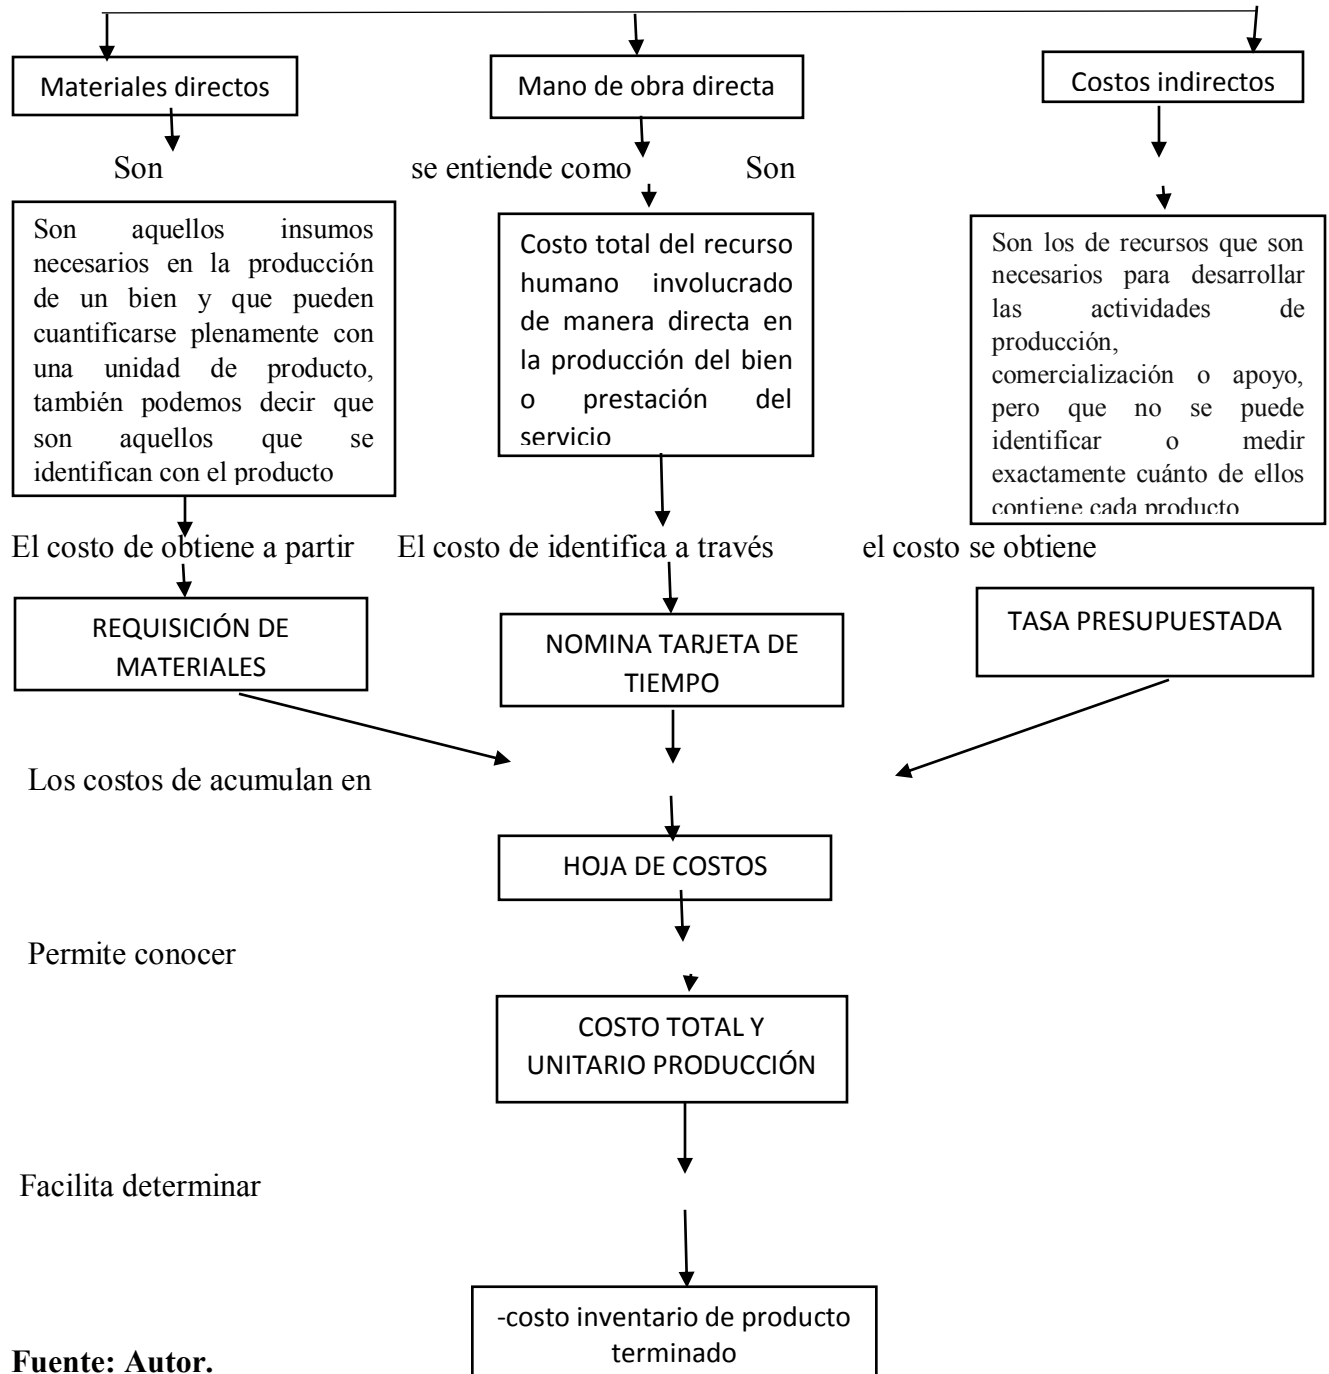 Materiales directos
Mano de obra directa
Costos indirectos
Son
se entiende como
Son
Son aquellos insumos
necesarios en la producción
de un bien y que pueden
cuantificarse plenamente con
una unidad de producto,
también podemos decir que
son aquellos que se
identifican con el producto
Costo total del recurso
humano involucrado
de manera directa en
la producción del bien
o prestación del
servicio
Son los de recursos que son
necesarios para desarrollar
las actividades de
producción,
comercialización o apoyo,
pero que no se puede
identificar o medir
exactamente cuánto de ellos
contiene cada producto
El costo de obtiene a partir
El costo de identifica a través
el costo se obtiene
REQUISICIÓN DE
MATERIALES
NOMINA TARJETA DE
TIEMPO
TASA PRESUPUESTADA
Los costos de acumulan en
HOJA DE COSTOS
Permite conocer
COSTO TOTAL Y
UNITARIO PRODUCCIÓN
Facilita determinar
-costo inventario de producto
terminado
Fuente: Autor.